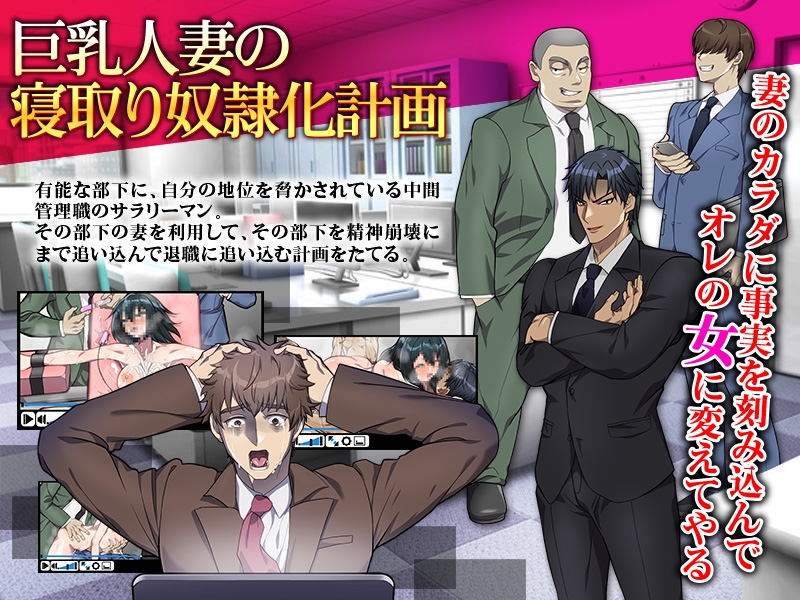 巨乳人妻の
寝取り奴隷化計画
有能な部下に、自分の地位を脅かされている中間
管理職のサラリーマン。
その部下の妻を利用して、その部下を精神崩壊に
まで追い込んで退職に追い込む計画をたてる。
妻のカラダに事実を刻み込んで
オレの女に変えてやる